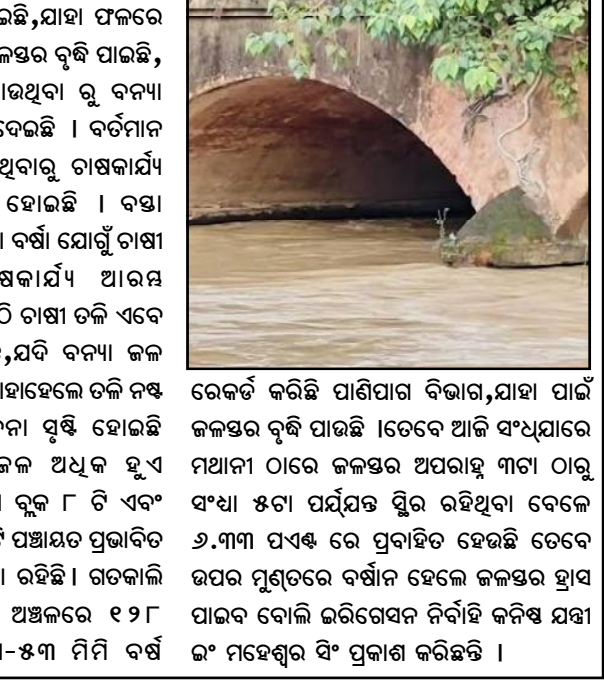 ଇଛି,ଯାହା ଫଳରେ
ଳସ୍ତର ବୃଦ୍ଧି ପାଇଛି,
ଆଉଥିବା ରୁ ବନ୍ୟା
ଦେଇଛି । ବର୍ତମାନ
ଥିବାରୁ ଚାଷକାର୍ଯ୍ୟ
ହୋଇଛି । ବସ୍ତା
ବର୍ଷା ଯୋଗୁଁ ଚାଷୀ
ଷକାର୍ଯ୍ୟ ଆରମ୍ଭ
ଠି ଚାଷୀ ତଳି ଏବେ
,ଯଦି ବନ୍ୟା ଜଳ
ାହାହେଲେ ତଳି ନଷ୍ଟ
ବନା ସୃଷ୍ଟି ହୋଇଛି
ଜଳ ଅଧିକ ହୁଏ
ବ୍ଲକ ୮ ଟି ଏବଂ
ଟି ପଞ୍ଚାୟତ ପ୍ରଭାବିତ
ା ରହିଛି। ଗତକାଲି
ଅଞ୍ଚଳରେ ୧୨୮
-୫୩ ମିମି ବର୍ଷ
ରେକର୍ଡ କରିଛି ପାଣିପାଗ ବିଭାଗ,ଯାହା ପାଇଁ
ଜଳସ୍ତର ବୃଦ୍ଧି ପାଉଛି ।ତେବେ ଆଜି ସଂଧ୍ୟାରେ
ମଥାନୀ ଠାରେ ଜଳସ୍ତର ଅପରାହ୍ନ ୩ଟା ଠାରୁ
ସଂଧ୍ୟା ୫ଟା ପର୍ଯ୍ୟନ୍ତ ସ୍ଥିର ରହିଥିବା ବେଳେ
୬.୩୩ ପଏଣ୍ଟ ରେ ପ୍ରବାହିତ ହେଉଛି ତେବେ
ଉପର ମୁଣ୍ଡରେ ବର୍ଷାନ ହେଲେ ଜଳସ୍ତର ହ୍ରାସ
ପାଇବ ବୋଲି ଇରିଗେସନ ନିର୍ବାହି କନିଷ୍ଠ ଯନ୍ତ୍ରୀ
ଇଂ ମହେଶ୍ୱର ସିଂ ପ୍ରକାଶ କରିଛନ୍ତି ।